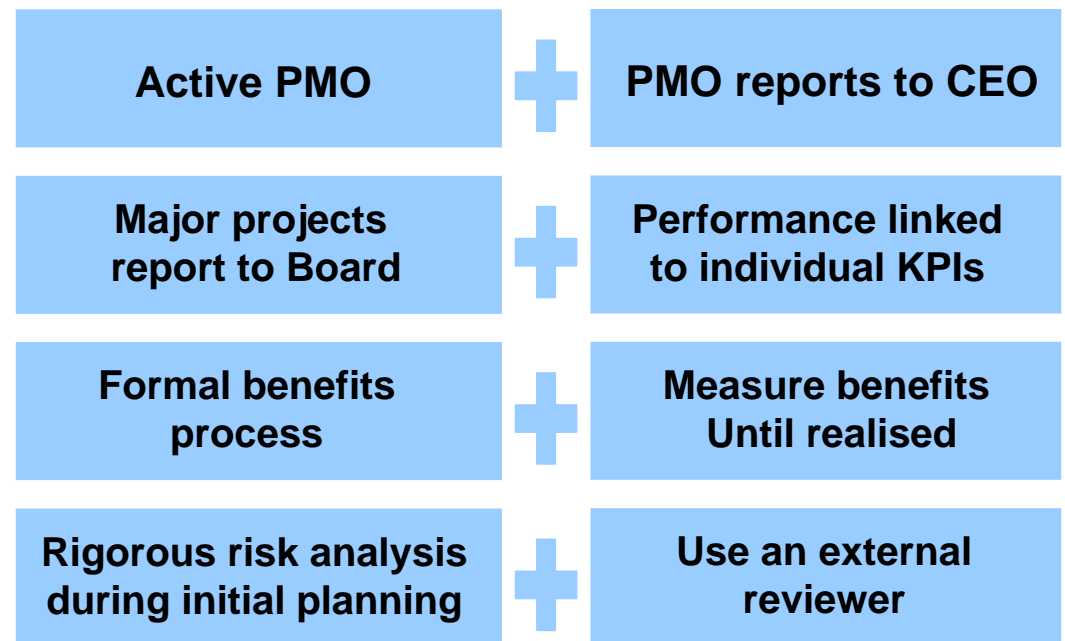 Active PMO
PMO reports to CEO
Major projects
report to Board
Performance linked
to individual KPIs
Formal benefits
process
Measure benefits
Until realised
Rigorous risk analysis
during initial planning
Use an external
reviewer